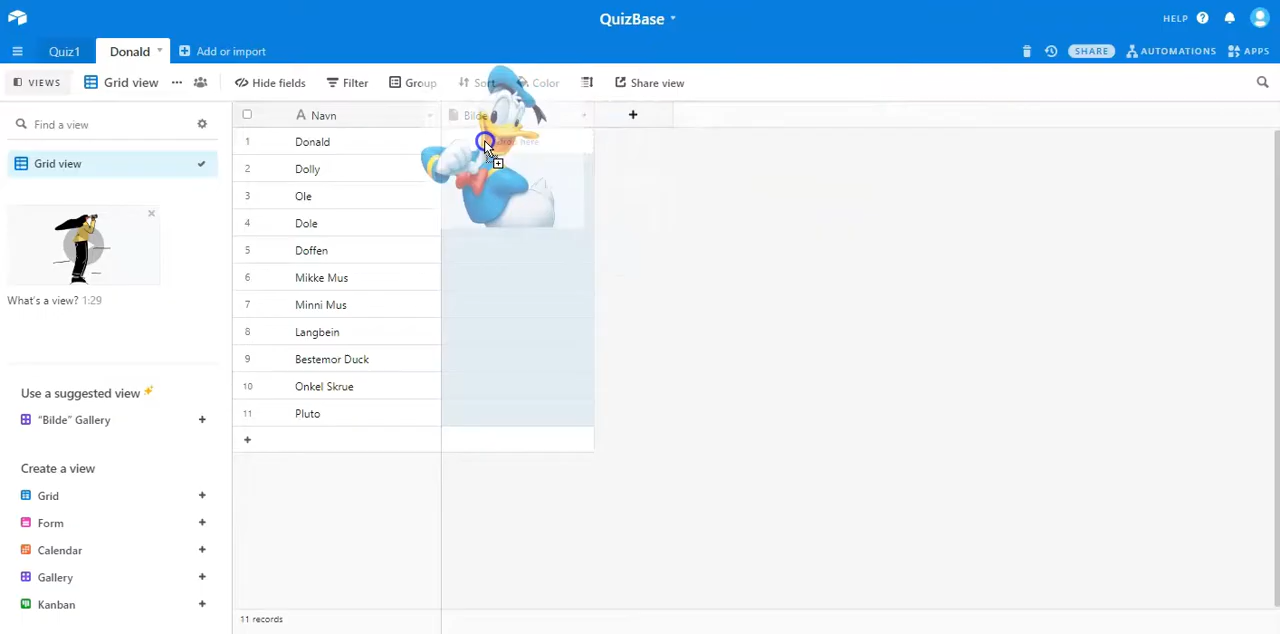 QuizBase
HELP
Quiz1
Donald
Add or import
SHARE
AUTOMATIONS
APPS
VIEWS
Grid view
Hide fields
Filter
Group
Sort
Color
Share view
Find a view
Grid view
What's a view? 1:29
Use a suggested view
"Bilde" Gallery
Create a view
Grid
Form
Calendar
Gallery
Kanban
A Navn
Bilde
1 Donald
here
2 Dolly
3 Ole
4 Dole
5 Doffen
6 Mikke Mus
7 Minni Mus
8 Langbein
9 Bestemor Duck
10 Onkel Skrue
11 Pluto
11 records